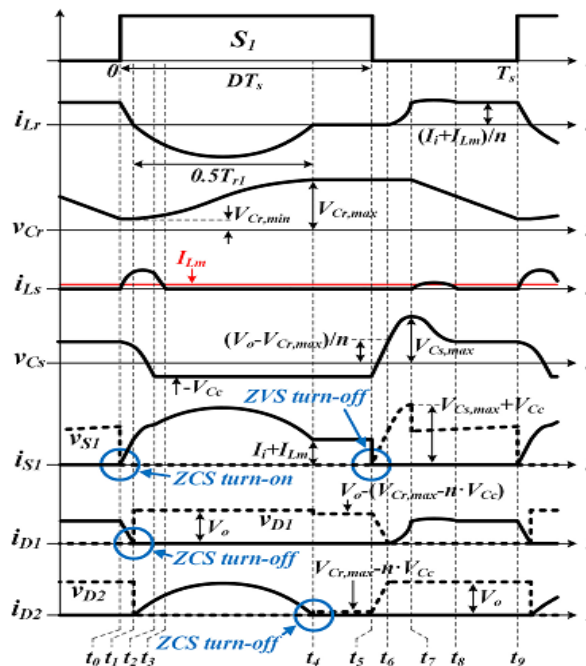 S1
0
DTs
Ts
iLr
(Ii+ILm)/n
0.5Tr1
VCr,min
VCr,max
vCr
ILm
iLs
(Vo-VCr,max)/n
VCs,max
vCs
-VCc
ZVS turn-off
VCs,max+VCc
vS1
Ii+ILm
iS1
ZCS turn-on
Vo-(VCr,max-n·VCc)
Vo
vD1
iD1
ZCS turn-off
VCr,max-n·VCc
vD2
Vo
iD2
ZCS turn-off
t0 t1 t2 t3 t4 t5 t6 t7 t8 t9